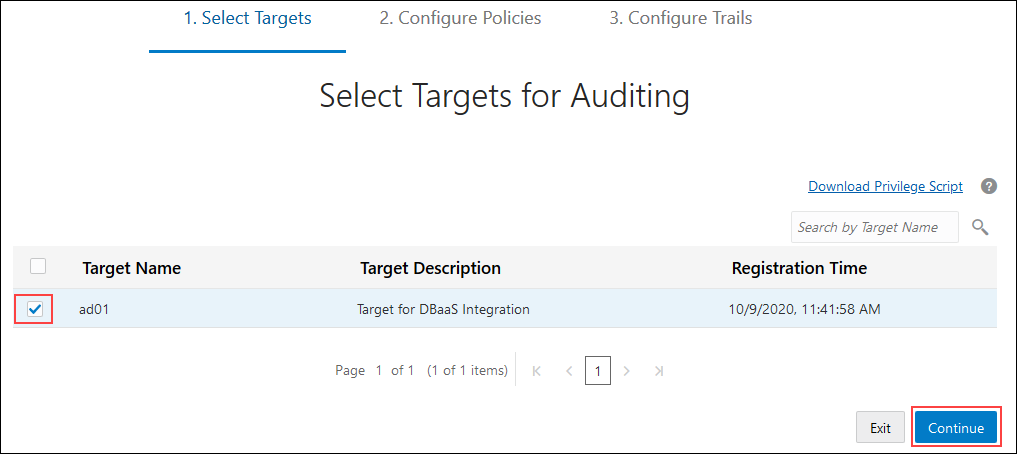 1. Select Targets 2. Configure Policies 3. Configure Trails
Select Targets for Auditing
Download Privilege Script ?
Search by Target Name
Target Name Target Description Registration Time
ad01 Target for DBaaS Integration 10/9/2020, 11:41:58 AM
Page 1 of 1 (1 of 1 items) 1
Exit Continue